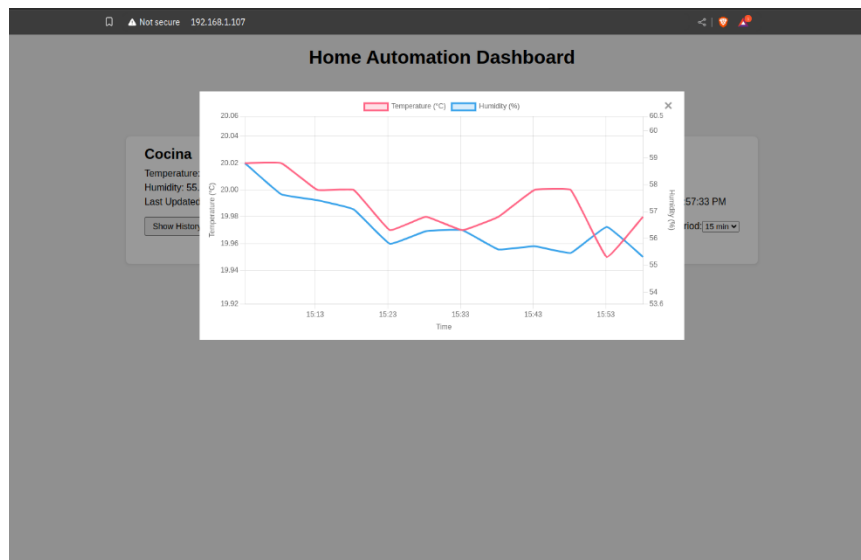 Not secure 192.168.1.107
Home Automation Dashboard
Temperature (°C) Humidity (%)
20.06
20.04
20.02
20.00
19.98
19.96
19.94
19.92
Temperature (°C)
60.5
60
59
58
57
56
55
54
53.6
Humidity (%)
15:13 15:23 15:33 15:43 15:53
Time
Cocina
Temperature:
Humidity: 55.
Last Updated :57:33 PM
Show History riod: 15 min